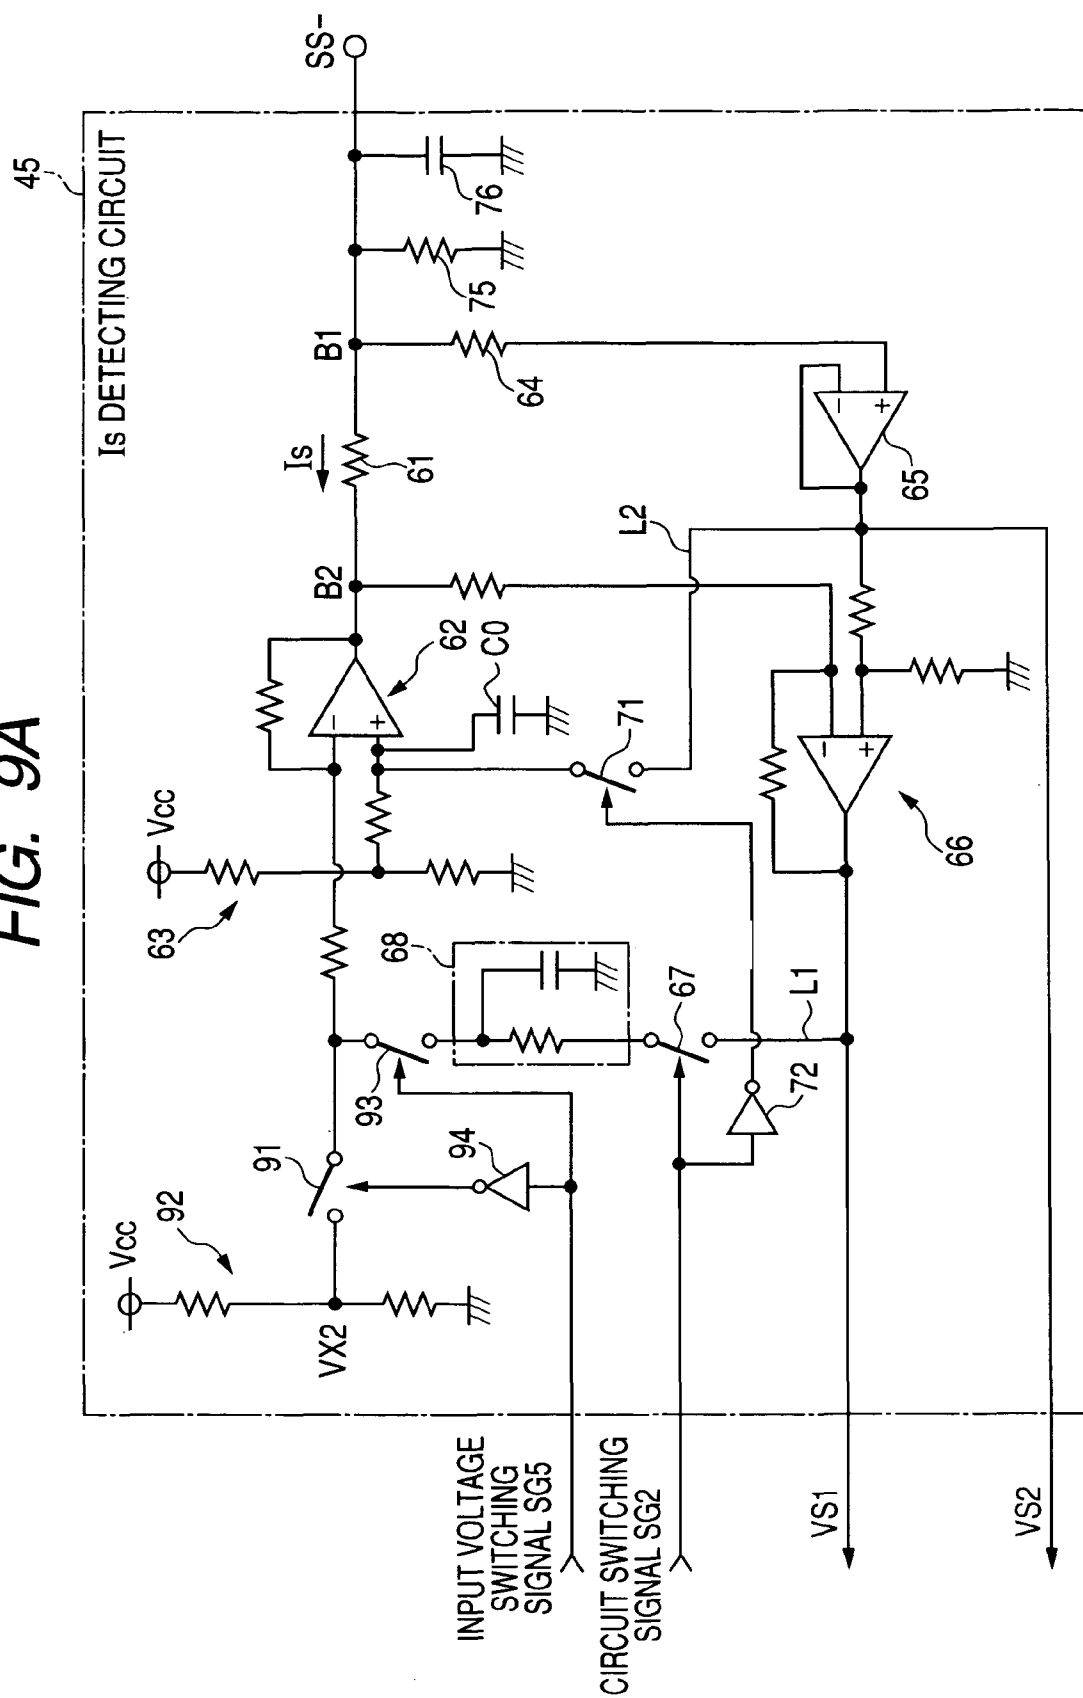 FIG. 9A
45
Is DETECTING CIRCUIT
SS-
76
75
B1
64
Is
61
B2
65
L2
62
C0
71
66
Vcc
63
68
67
L1
93
72
91
94
92
Vcc
VX2
INPUT VOLTAGE
SWITCHING
SIGNAL SG5
CIRCUIT SWITCHING
SIGNAL SG2
VS1
VS2
−
+
−
+
−
+